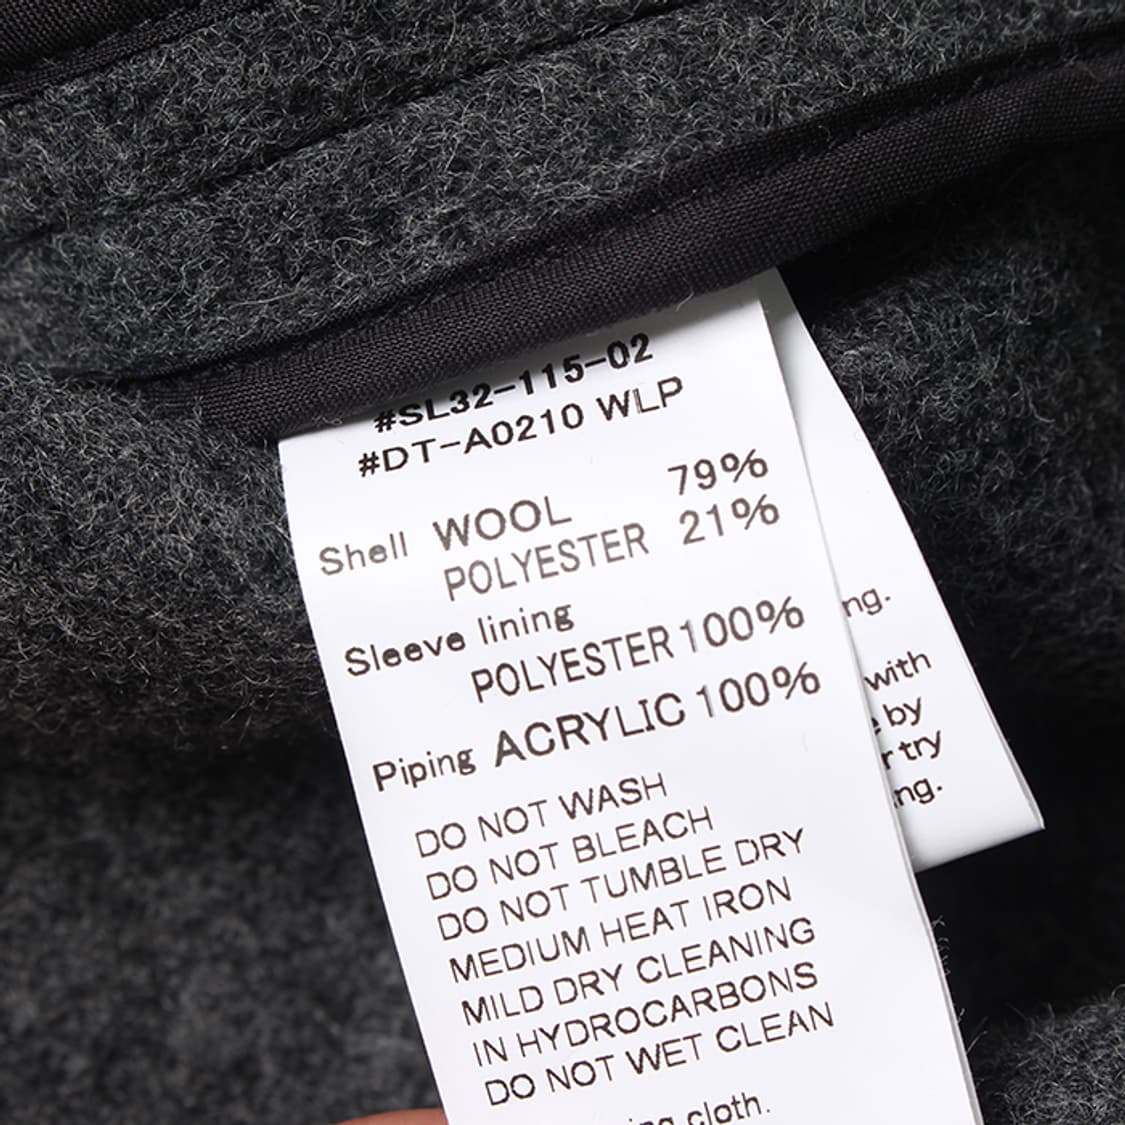 #SL32-115-02
#DT-A0210 WLP
Shell WOOL 79%
POLYESTER 21%
Sleeve lining
POLYESTER 100%
Piping ACRYLIC 100%
DO NOT WASH
DO NOT BLEACH
DO NOT TUMBLE DRY
MEDIUM HEAT IRON
MILD DRY CLEANING
IN HYDROCARBONS
DO NOT WET CLEAN
cloth.
with
by
try